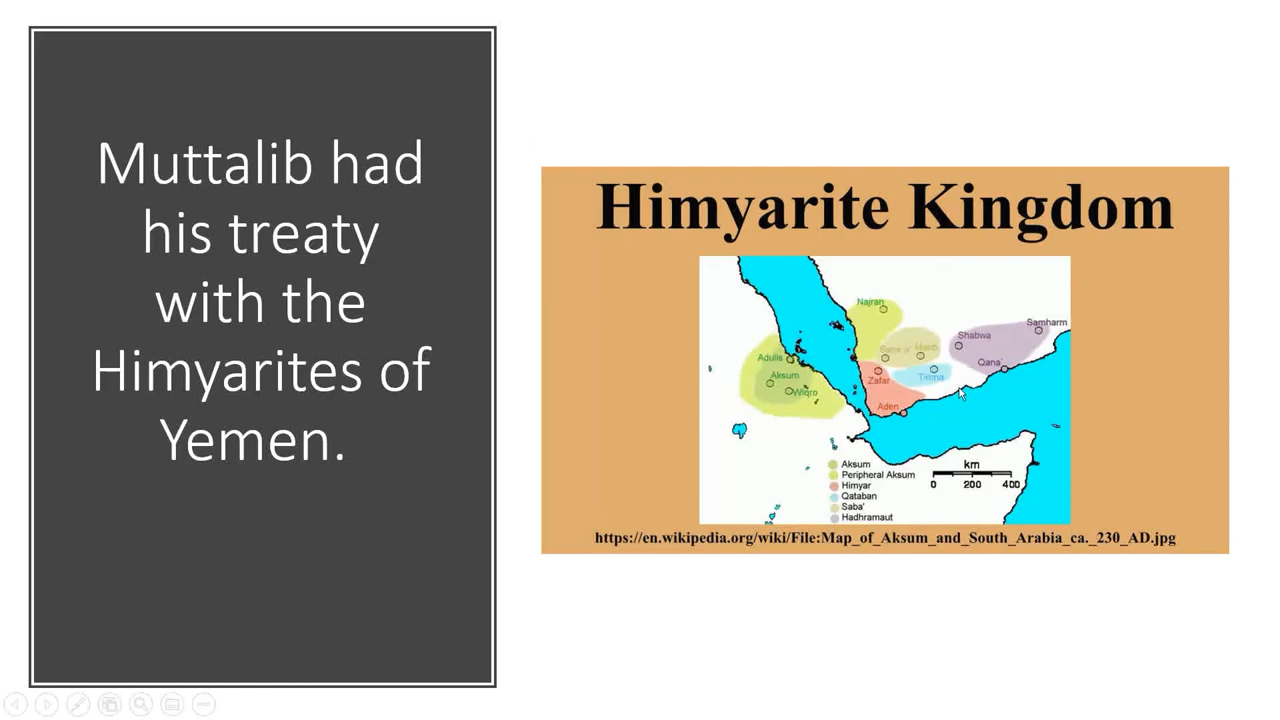 Muttalib had
his treaty
with the
Himyarites of
Yemen.
Himyarite Kingdom
Najran
Samharm
Shabwa
Saba'a' Marib
Adulis
Qana'
Aksum
Timna
Zafar
Wiqro
Aden
Aksum
Peripheral Aksum
Himyar
Qataban
Saba'
Hadhramaut
km
0 200 400
https://en.wikipedia.org/wiki/File:Map_of_Aksum_and_South_Arabia_ca._230_AD.jpg